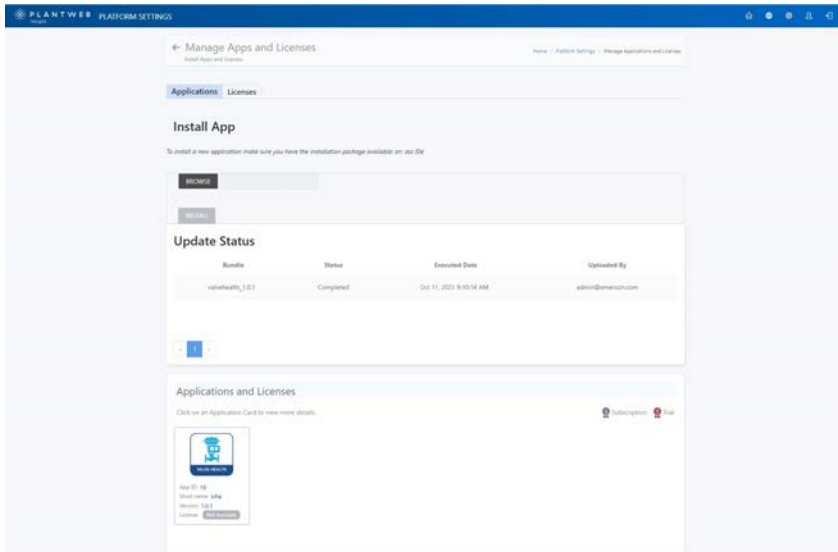 PLANTWEB PLATFORM SETTINGS
Insight
Manage Apps and Licenses
Install Apps and licenses
Home / Platform Settings / Manage Applications and Licenses
Applications Licenses
Install App
To install a new application make sure you have the installation package available: an .iso file
BROWSE
INSTALL
Update Status
Bundle Status Executed Date Uploaded By
valvehealth_1.0.1 Completed Oct 11, 2023 9:10:14 AM admin@emerson.com
1
Applications and Licenses
Click on an Application Card to view more details.
Subscription Trial
VALVE HEALTH
App ID:
Short name:
Version: 1.0.1
License: Not Available